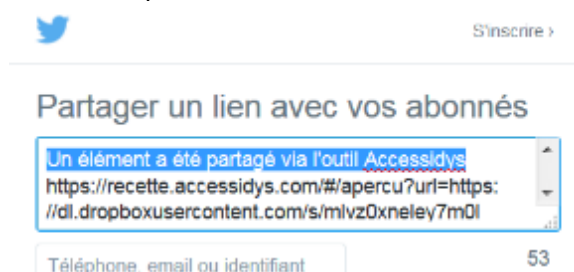 S'inscrire ›
Partager un lien avec vos abonnés
Un élément a été partagé via l'outil Accessidys
https://recette.accessidys.com/#/apercu?url=https:
//dl.dropboxusercontent.com/s/mlvz0xneley7m0l
Téléphone, email ou identifiant
53